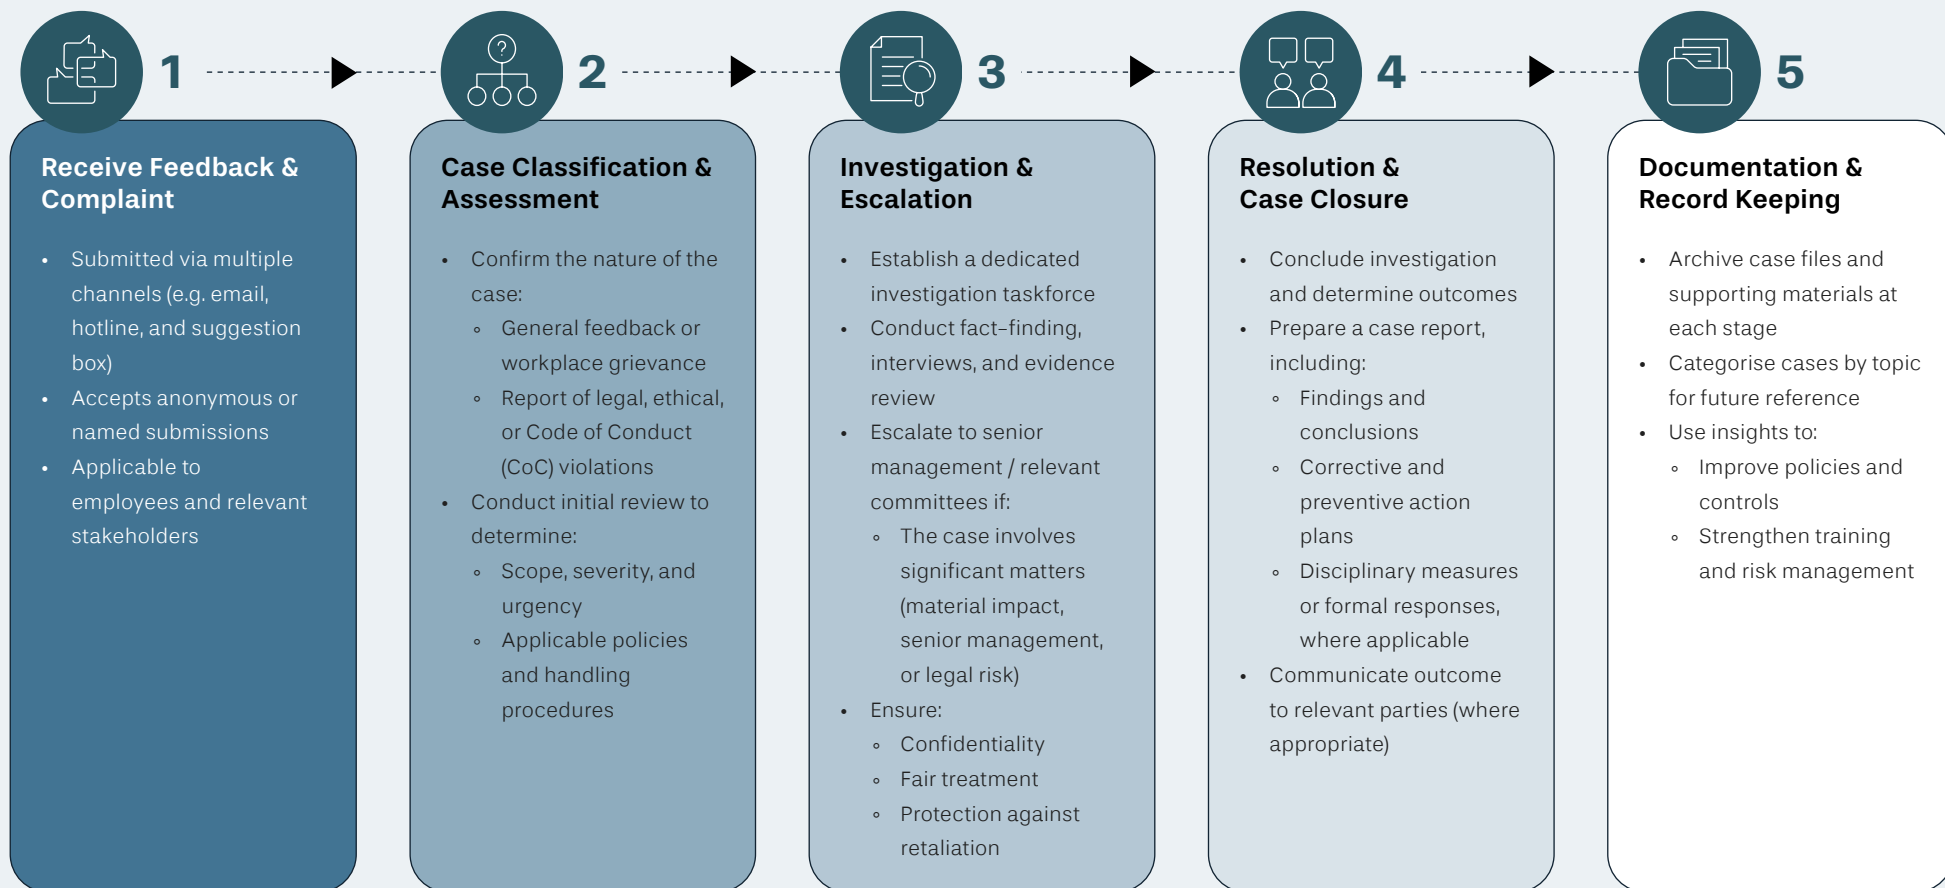 1
Receive Feedback &
Complaint
• Submitted via multiple
channels (e.g. email,
hotline, and suggestion
box)
• Accepts anonymous or
named submissions
• Applicable to
employees and relevant
stakeholders
? 2
Case Classification &
Assessment
• Confirm the nature of the
case:
◦ General feedback or
workplace grievance
◦ Report of legal, ethical,
or Code of Conduct
(CoC) violations
• Conduct initial review to
determine:
◦ Scope, severity, and
urgency
◦ Applicable policies
and handling
procedures
3
Investigation &
Escalation
• Establish a dedicated
investigation taskforce
• Conduct fact-finding,
interviews, and evidence
review
• Escalate to senior
management / relevant
committees if:
◦ The case involves
significant matters
(material impact,
senior management,
or legal risk)
• Ensure:
◦ Confidentiality
◦ Fair treatment
◦ Protection against
retaliation
4
Resolution &
Case Closure
• Conclude investigation
and determine outcomes
• Prepare a case report,
including:
◦ Findings and
conclusions
◦ Corrective and
preventive action
plans
◦ Disciplinary measures
or formal responses,
where applicable
• Communicate outcome
to relevant parties (where
appropriate)
5
Documentation &
Record Keeping
• Archive case files and
supporting materials at
each stage
• Categorise cases by topic
for future reference
• Use insights to:
◦ Improve policies and
controls
◦ Strengthen training
and risk management